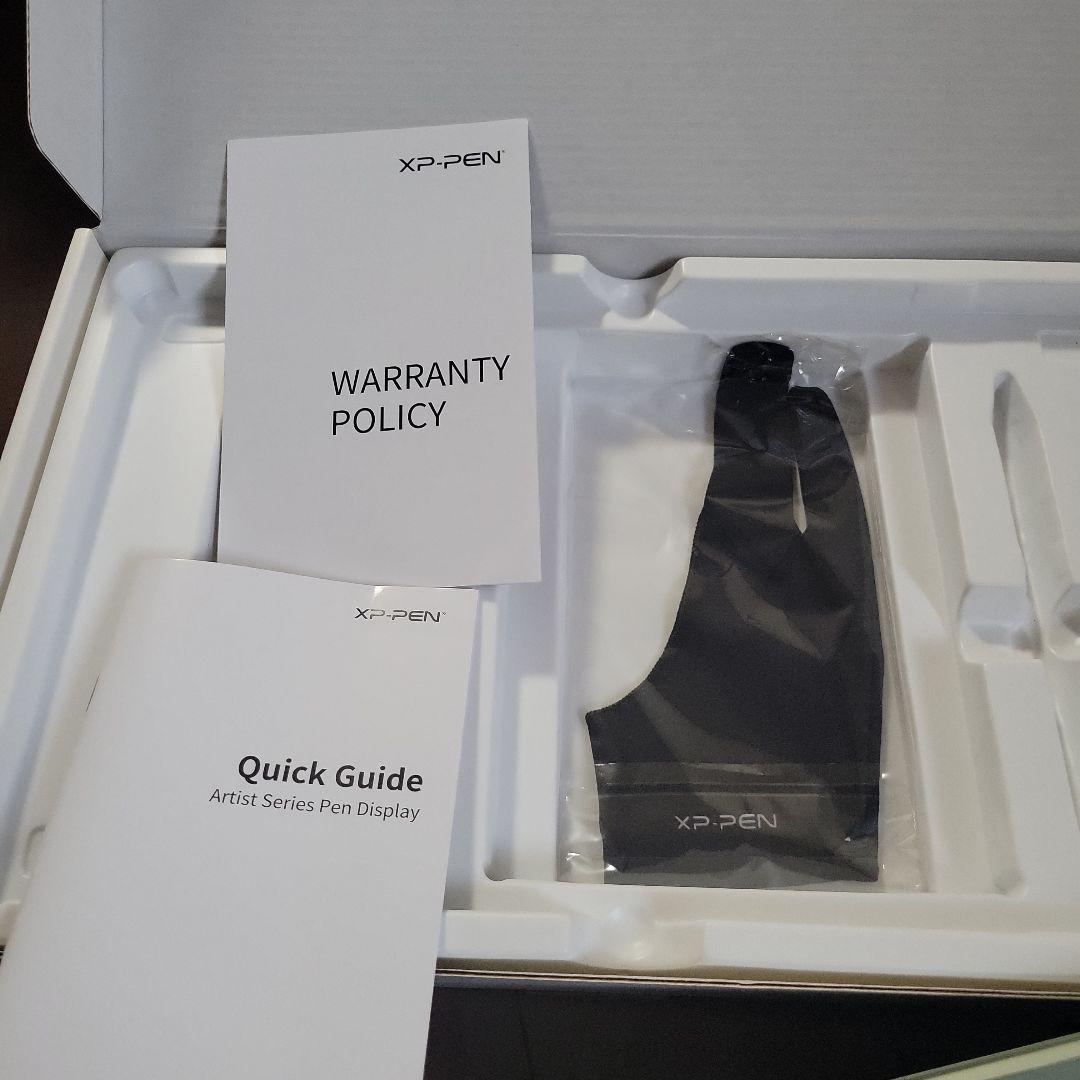 XP-PEN
WARRANTY
POLICY
XP-PEN
Quick Guide
Artist Series Pen Display
XP-PEN